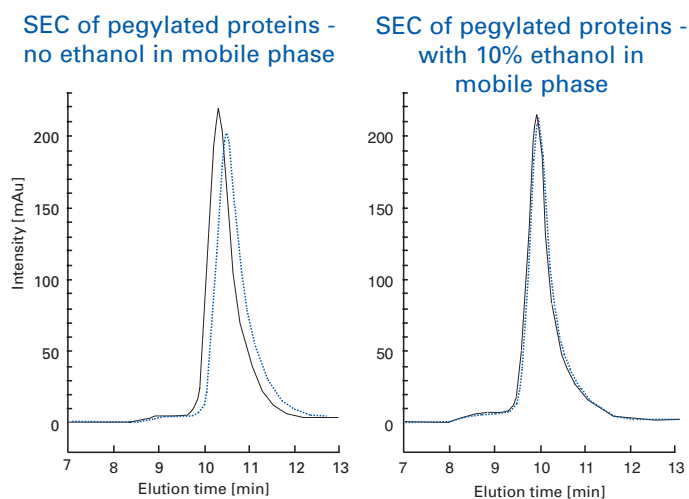 SEC of pegylated proteins -
no ethanol in mobile phase
200
150
100
50
0
Intensity [mAu]
7 8 9 10 11 12 13
Elution time [min]
SEC of pegylated proteins -
with 10% ethanol in
mobile phase
200
150
100
50
0
7 8 9 10 11 12 13
Elution time [min]